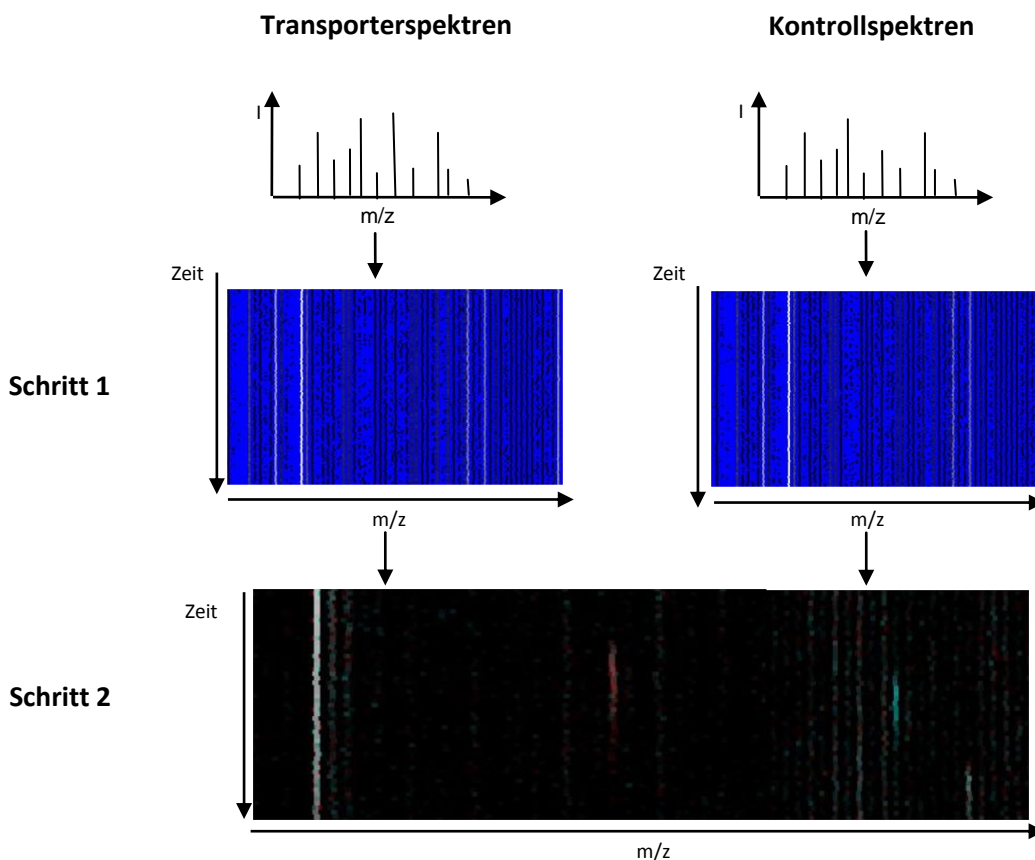 Transporterspektren
Kontrollspektren
I
I
m/z
m/z
Zeit
Zeit
Schritt 1
m/z
m/z
Zeit
Schritt 2
m/z